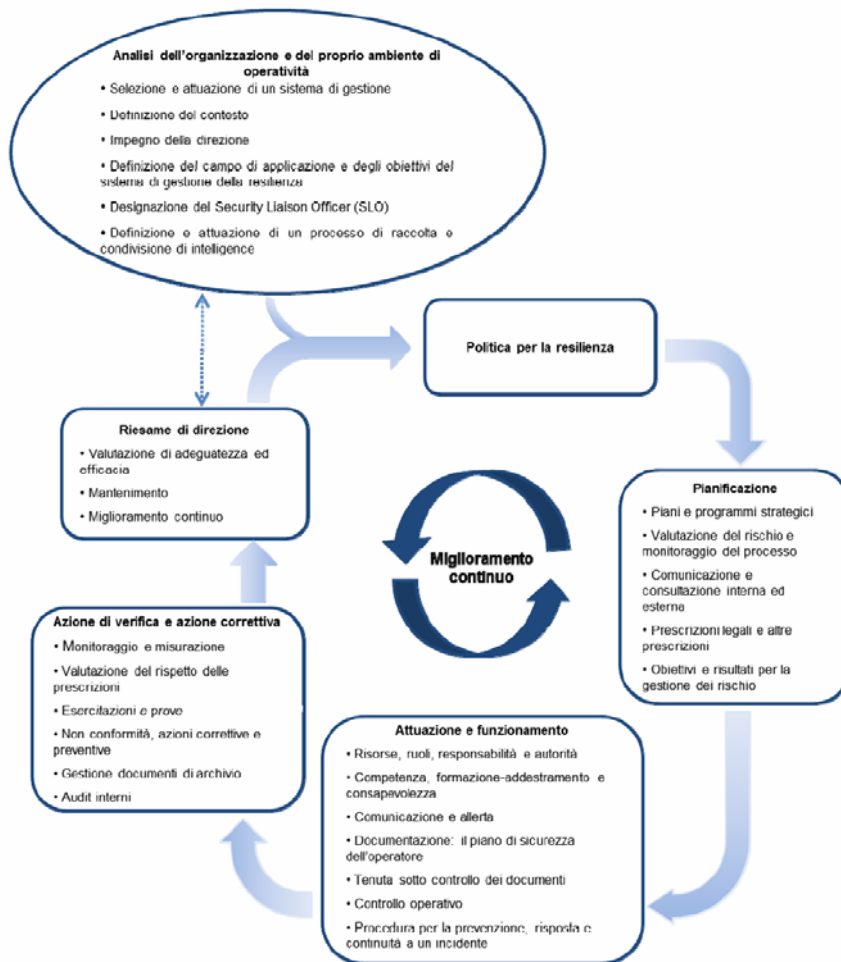 Analisi dell'organizzazione e del proprio ambiente di
operatività
• Selezione e attuazione di un sistema di gestione
• Definizione del contesto
• Impegno della direzione
• Definizione del campo di applicazione e degli obiettivi del
sistema di gestione della resilienza
• Designazione del Security Liaison Officer (SLO)
• Definizione e attuazione di un processo di raccolta e
condivisione di intelligence
Politica per la resilienza
Riesame di direzione
• Valutazione di adeguatezza ed
efficacia
• Mantenimento
• Miglioramento continuo
Pianificazione
• Piani e programmi strategici
• Valutazione del rischio e
monitoraggio del processo
• Comunicazione e
consultazione interna ed
esterna
• Prescrizioni legali e altre
prescrizioni
• Obiettivi e risultati per la
gestione dei rischio
Miglioramento
continuo
Azione di verifica e azione correttiva
• Monitoraggio e misurazione
• Valutazione del rispetto delle
prescrizioni
• Esercitazioni e prove
• Non conformità, azioni correttive e
preventive
• Gestione documenti di archivio
• Audit interni
Attuazione e funzionamento
• Risorse, ruoli, responsabilità e autorità
• Competenza, formazione-addestramento e
consapevolezza
• Comunicazione e allerta
• Documentazione: il piano di sicurezza
dell'operatore
• Tenuta sotto controllo dei documenti
• Controllo operativo
• Procedura per la prevenzione, risposta e
continuità a un incidente